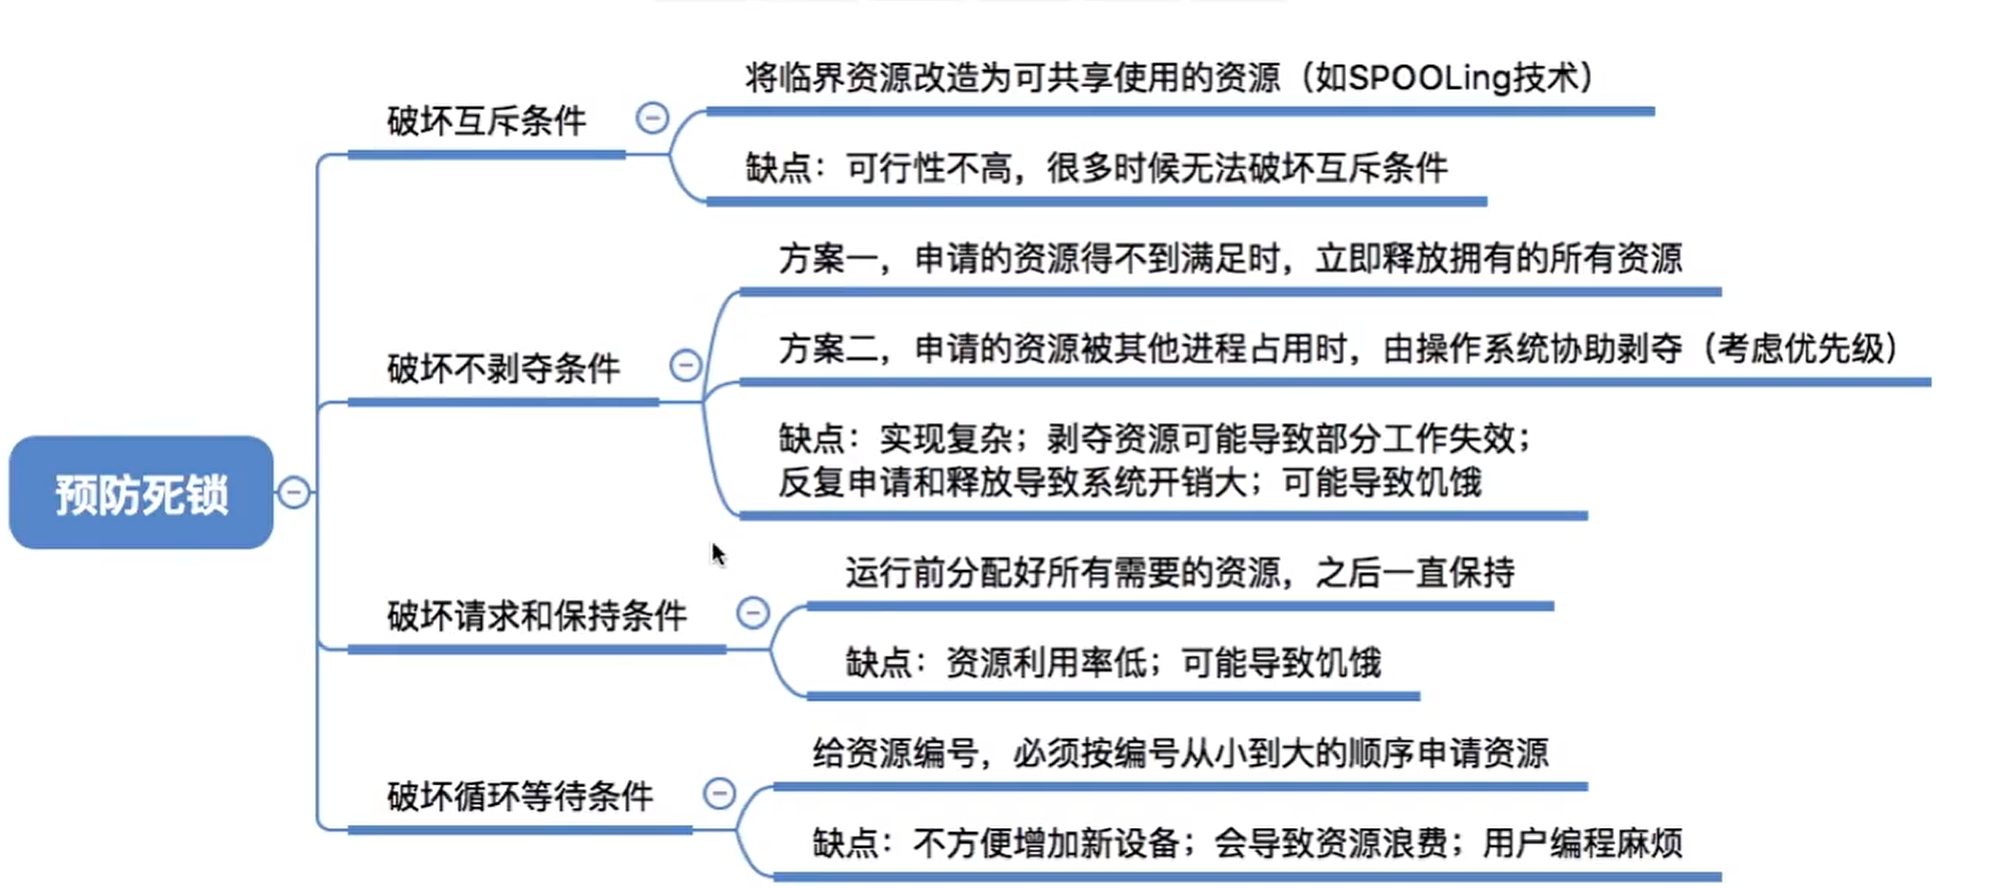 预防死锁
破坏互斥条件
将临界资源改造为可共享使用的资源（如SPOOLing技术）
缺点：可行性不高，很多时候无法破坏互斥条件
破坏不剥夺条件
方案一，申请的资源得不到满足时，立即释放拥有的所有资源
方案二，申请的资源被其他进程占用时，由操作系统协助剥夺（考虑优先级）
缺点：实现复杂；剥夺资源可能导致部分工作失效；
反复申请和释放导致系统开销大；可能导致饥饿
破坏请求和保持条件
运行前分配好所有需要的资源，之后一直保持
缺点：资源利用率低；可能导致饥饿
破坏循环等待条件
给资源编号，必须按编号从小到大的顺序申请资源
缺点：不方便增加新设备；会导致资源浪费；用户编程麻烦